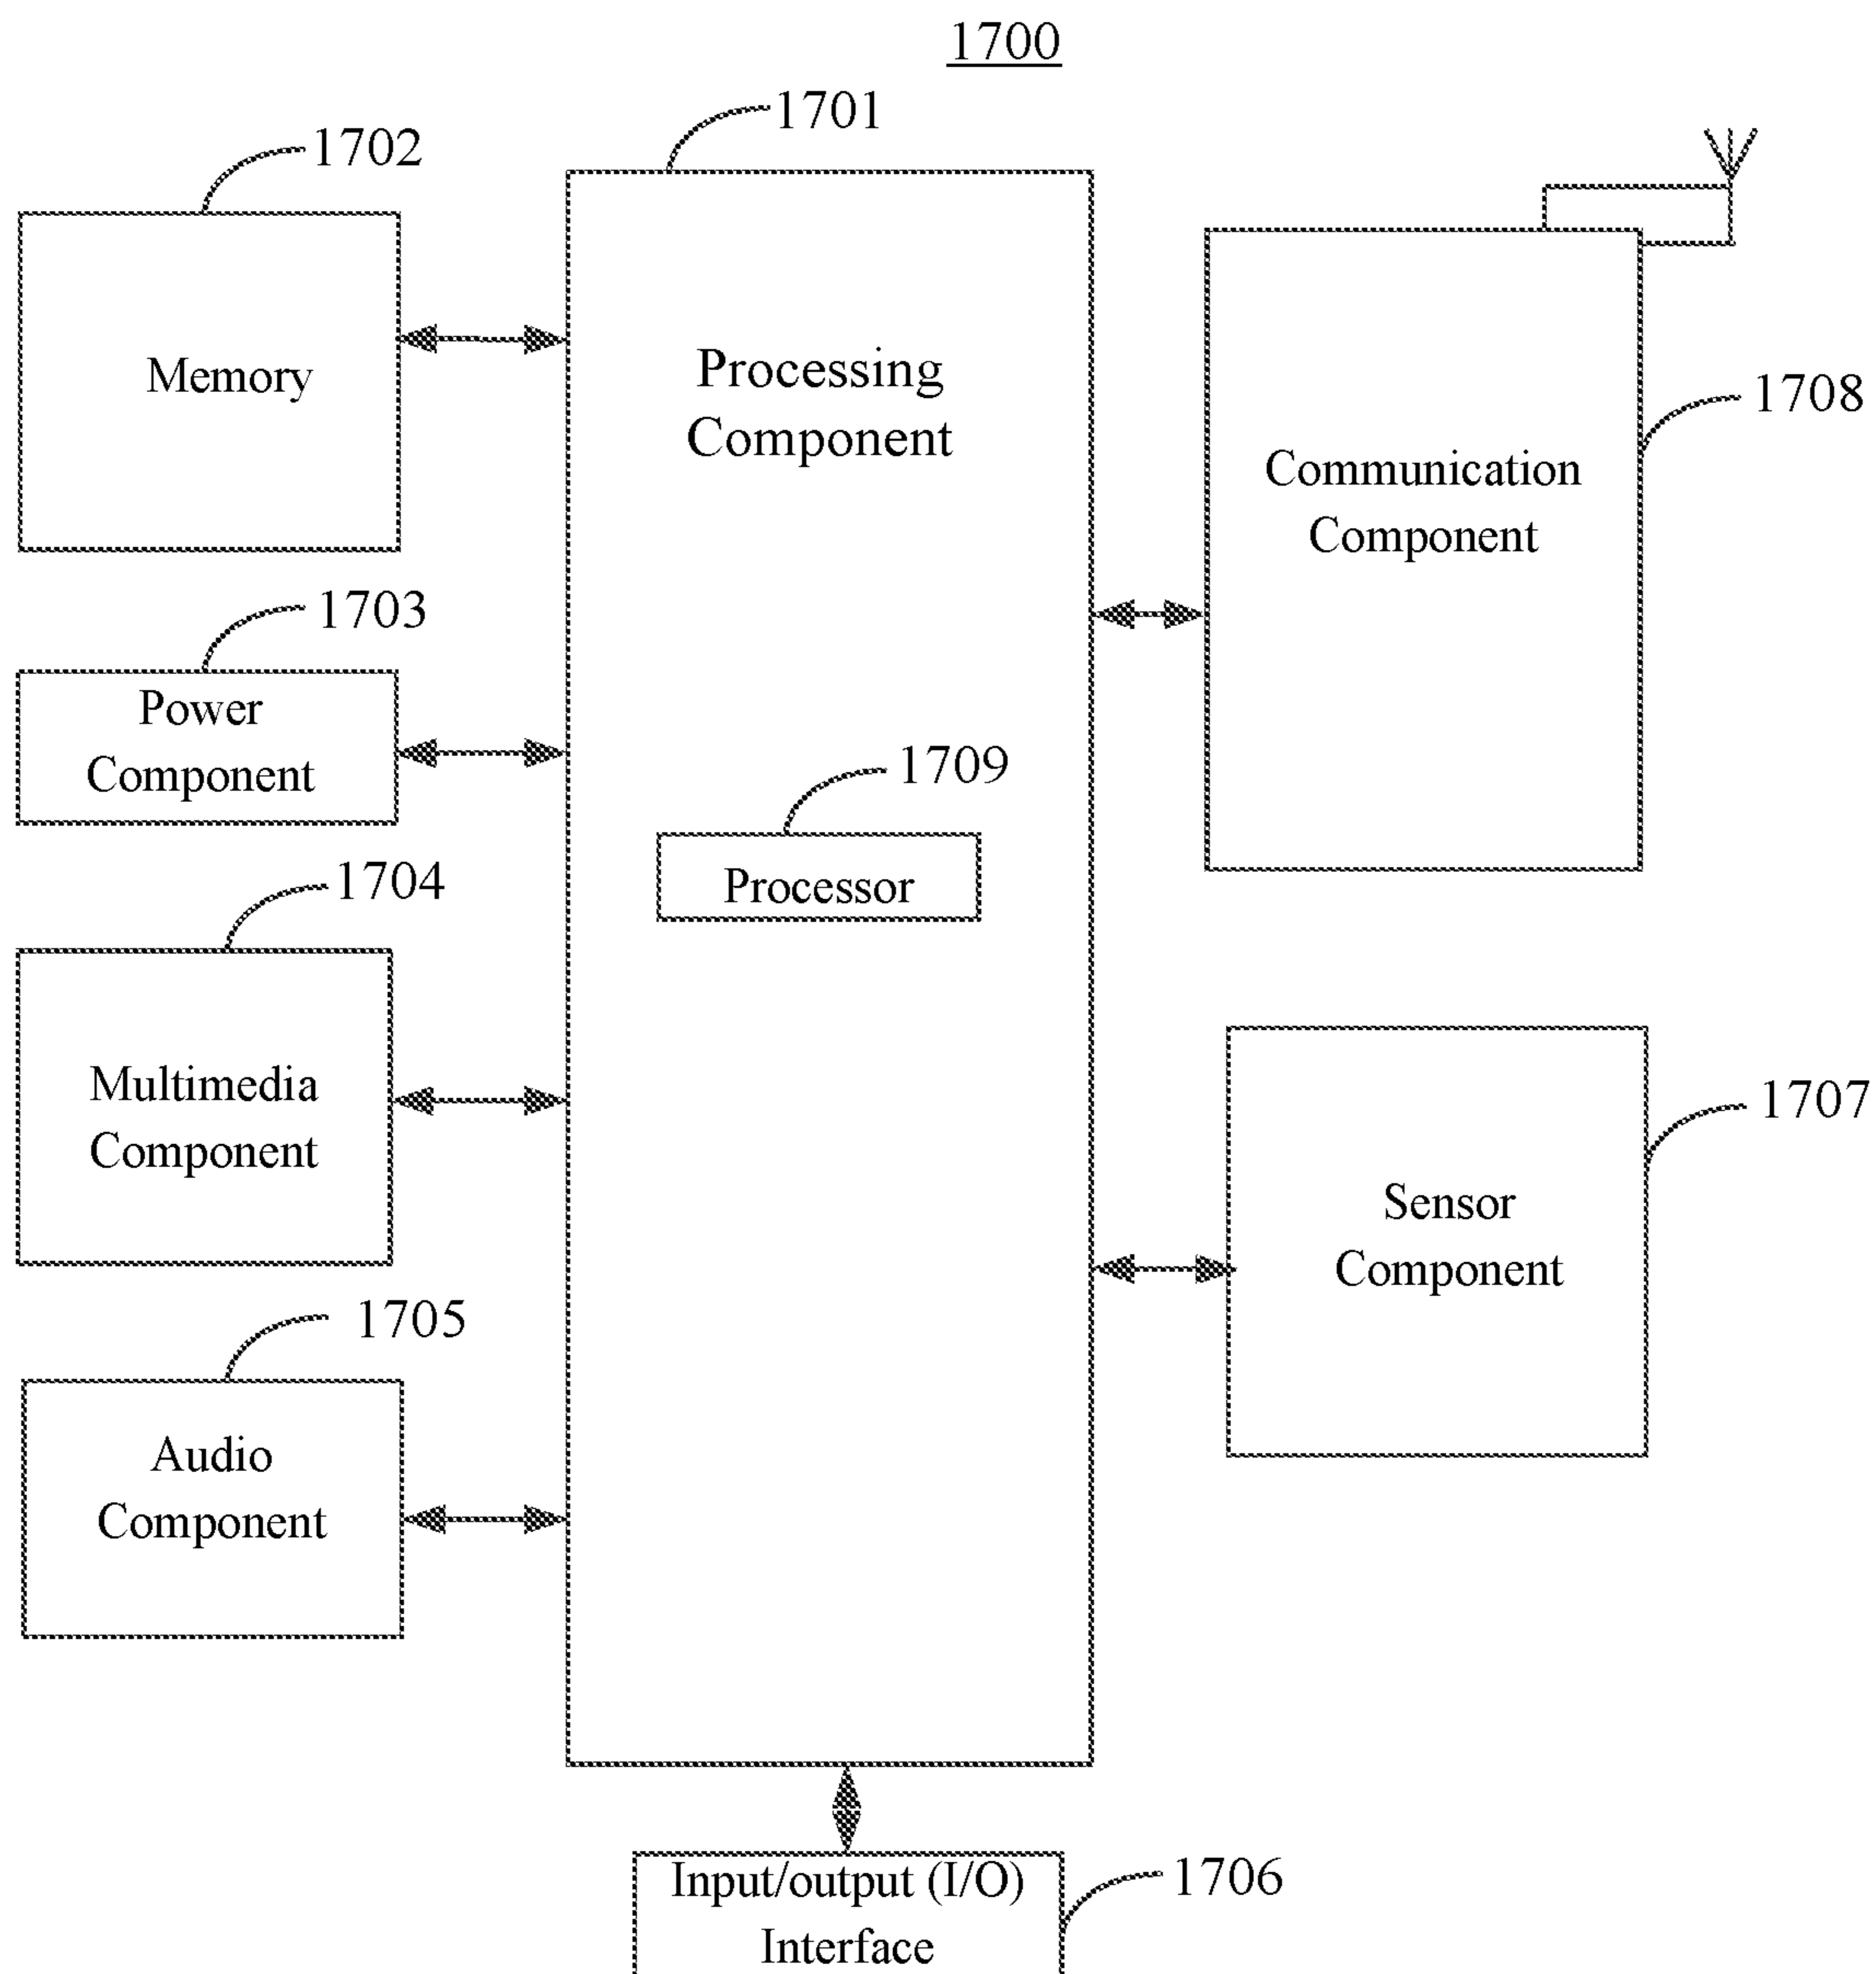 1700
1701
1702
Memory
Processing
Component
1708
Communication
Component
1703
Power
Component
1709
Processor
1704
Multimedia
Component
1707
Sensor
Component
1705
Audio
Component
Input/output (I/O)
Interface
1706